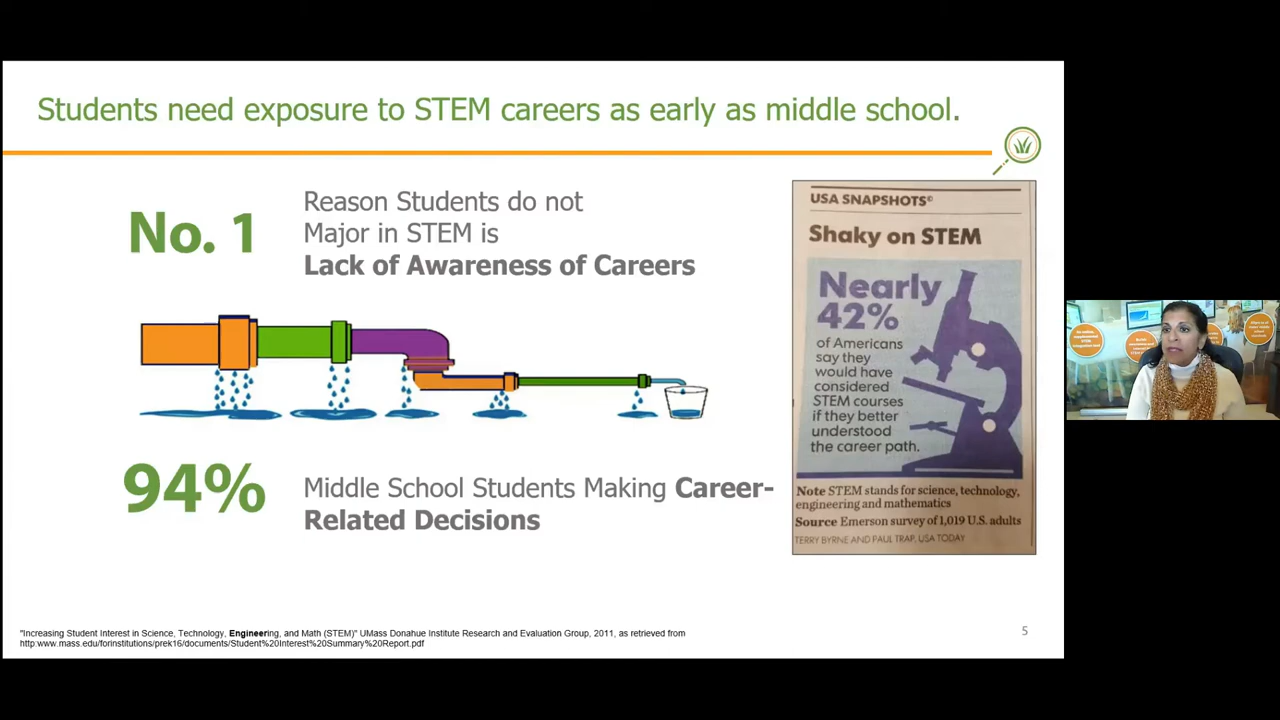 Students need exposure to STEM careers as early as middle school.
No. 1
Reason Students do not
Major in STEM is
Lack of Awareness of Careers
94%
Middle School Students Making Career-
Related Decisions
USA SNAPSHOTS©
Shaky on STEM
Nearly
42%
of Americans
say they
would have
considered
STEM courses
if they better
understood
the career path.
Note STEM stands for science, technology,
engineering and mathematics
Source Emerson survey of 1,019 U.S. adults
TERRY BYRNE AND PAUL TRAP, USA TODAY
"Increasing Student Interest in Science, Technology, Engineering, and Math (STEM)" UMass Donahue Institute Research and Evaluation Group, 2011, as retrieved from
http:www.mass.edu/forinstitutions/prek16/documents/Student%20Interest%20Summary%20Report.pdf
5